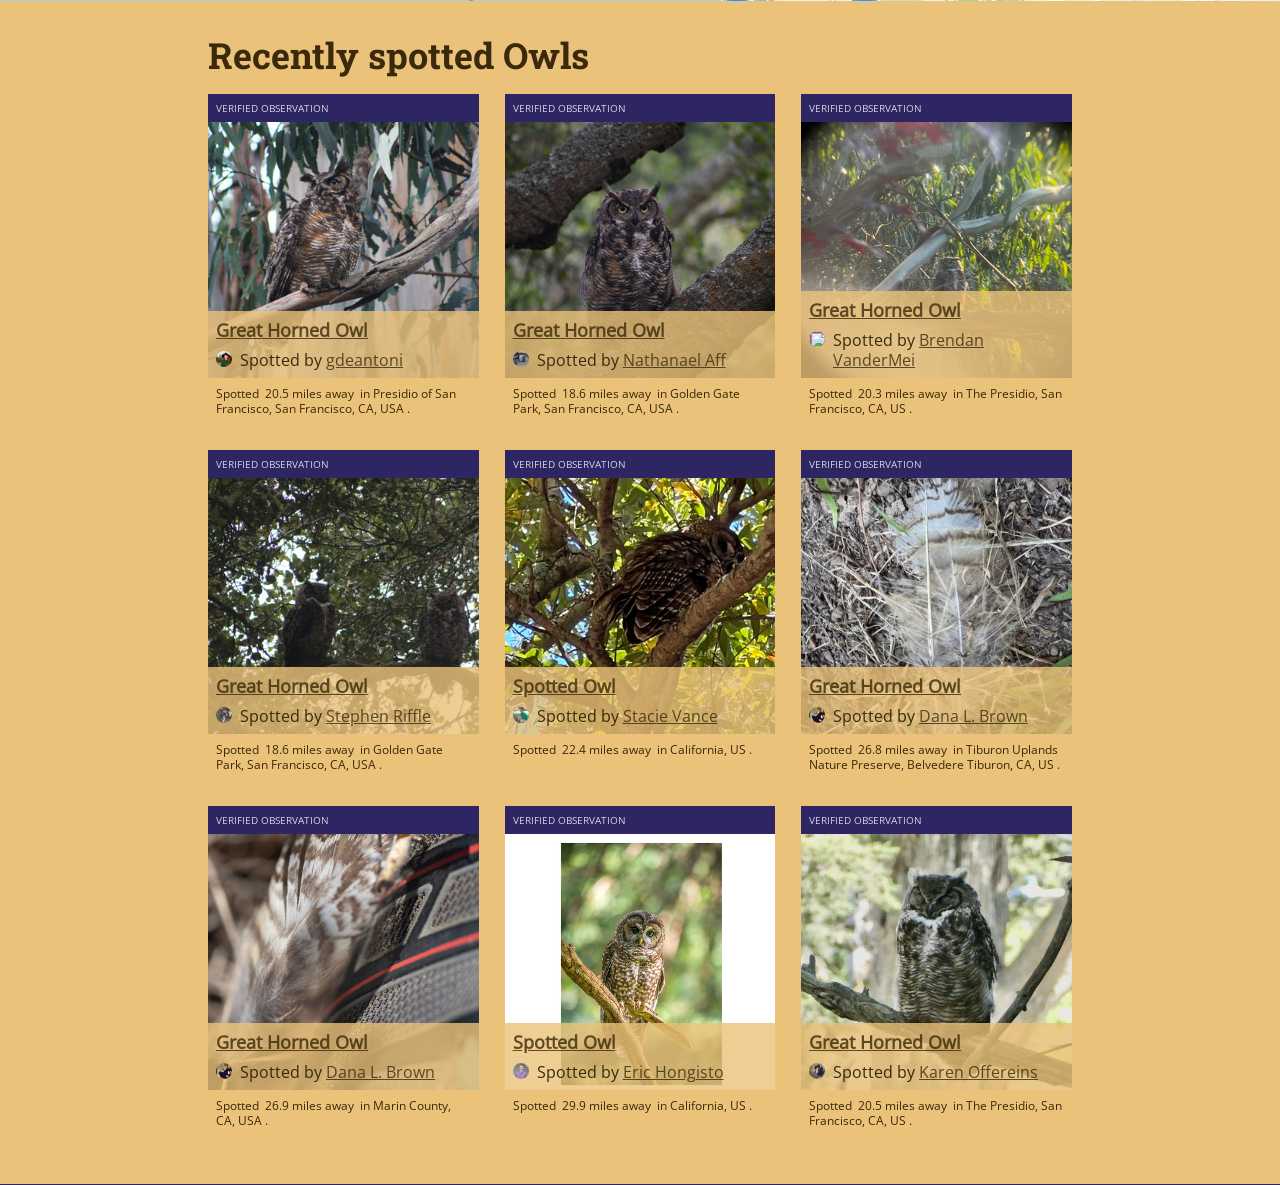 Recently spotted Owls
VERIFIED OBSERVATION
Great Horned Owl
Spotted by gdeantoni
Spotted 20.5 miles away in Presidio of San
Francisco, San Francisco, CA, USA .
VERIFIED OBSERVATION
Great Horned Owl
Spotted by Nathanael Aff
Spotted 18.6 miles away in Golden Gate
Park, San Francisco, CA, USA .
VERIFIED OBSERVATION
Great Horned Owl
Spotted by Brendan
VanderMei
Spotted 20.3 miles away in The Presidio, San
Francisco, CA, US .
VERIFIED OBSERVATION
Great Horned Owl
Spotted by Stephen Riffle
Spotted 18.6 miles away in Golden Gate
Park, San Francisco, CA, USA .
VERIFIED OBSERVATION
Spotted Owl
Spotted by Stacie Vance
Spotted 22.4 miles away in California, US .
VERIFIED OBSERVATION
Great Horned Owl
Spotted by Dana L. Brown
Spotted 26.8 miles away in Tiburon Uplands
Nature Preserve, Belvedere Tiburon, CA, US .
VERIFIED OBSERVATION
Great Horned Owl
Spotted by Dana L. Brown
Spotted 26.9 miles away in Marin County,
CA, USA .
VERIFIED OBSERVATION
Spotted Owl
Spotted by Eric Hongisto
Spotted 29.9 miles away in California, US .
VERIFIED OBSERVATION
Great Horned Owl
Spotted by Karen Offereins
Spotted 20.5 miles away in The Presidio, San
Francisco, CA, US .